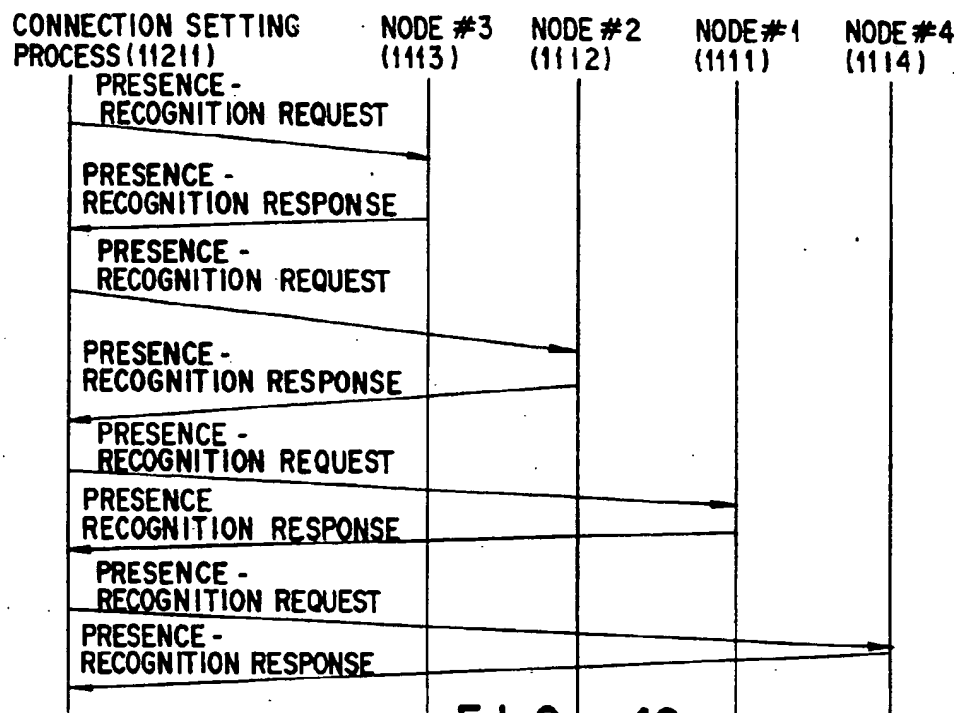 CONNECTION SETTING
PROCESS(11211)
NODE #3
(1113)
NODE #2
(1112)
NODE#1
(1111)
NODE#4
(1114)
PRESENCE -
RECOGNITION REQUEST
PRESENCE -
RECOGNITION RESPONSE
PRESENCE -
RECOGNITION REQUEST
PRESENCE -
RECOGNITION RESPONSE
PRESENCE -
RECOGNITION REQUEST
PRESENCE
RECOGNITION RESPONSE
PRESENCE -
RECOGNITION REQUEST
PRESENCE -
RECOGNITION RESPONSE